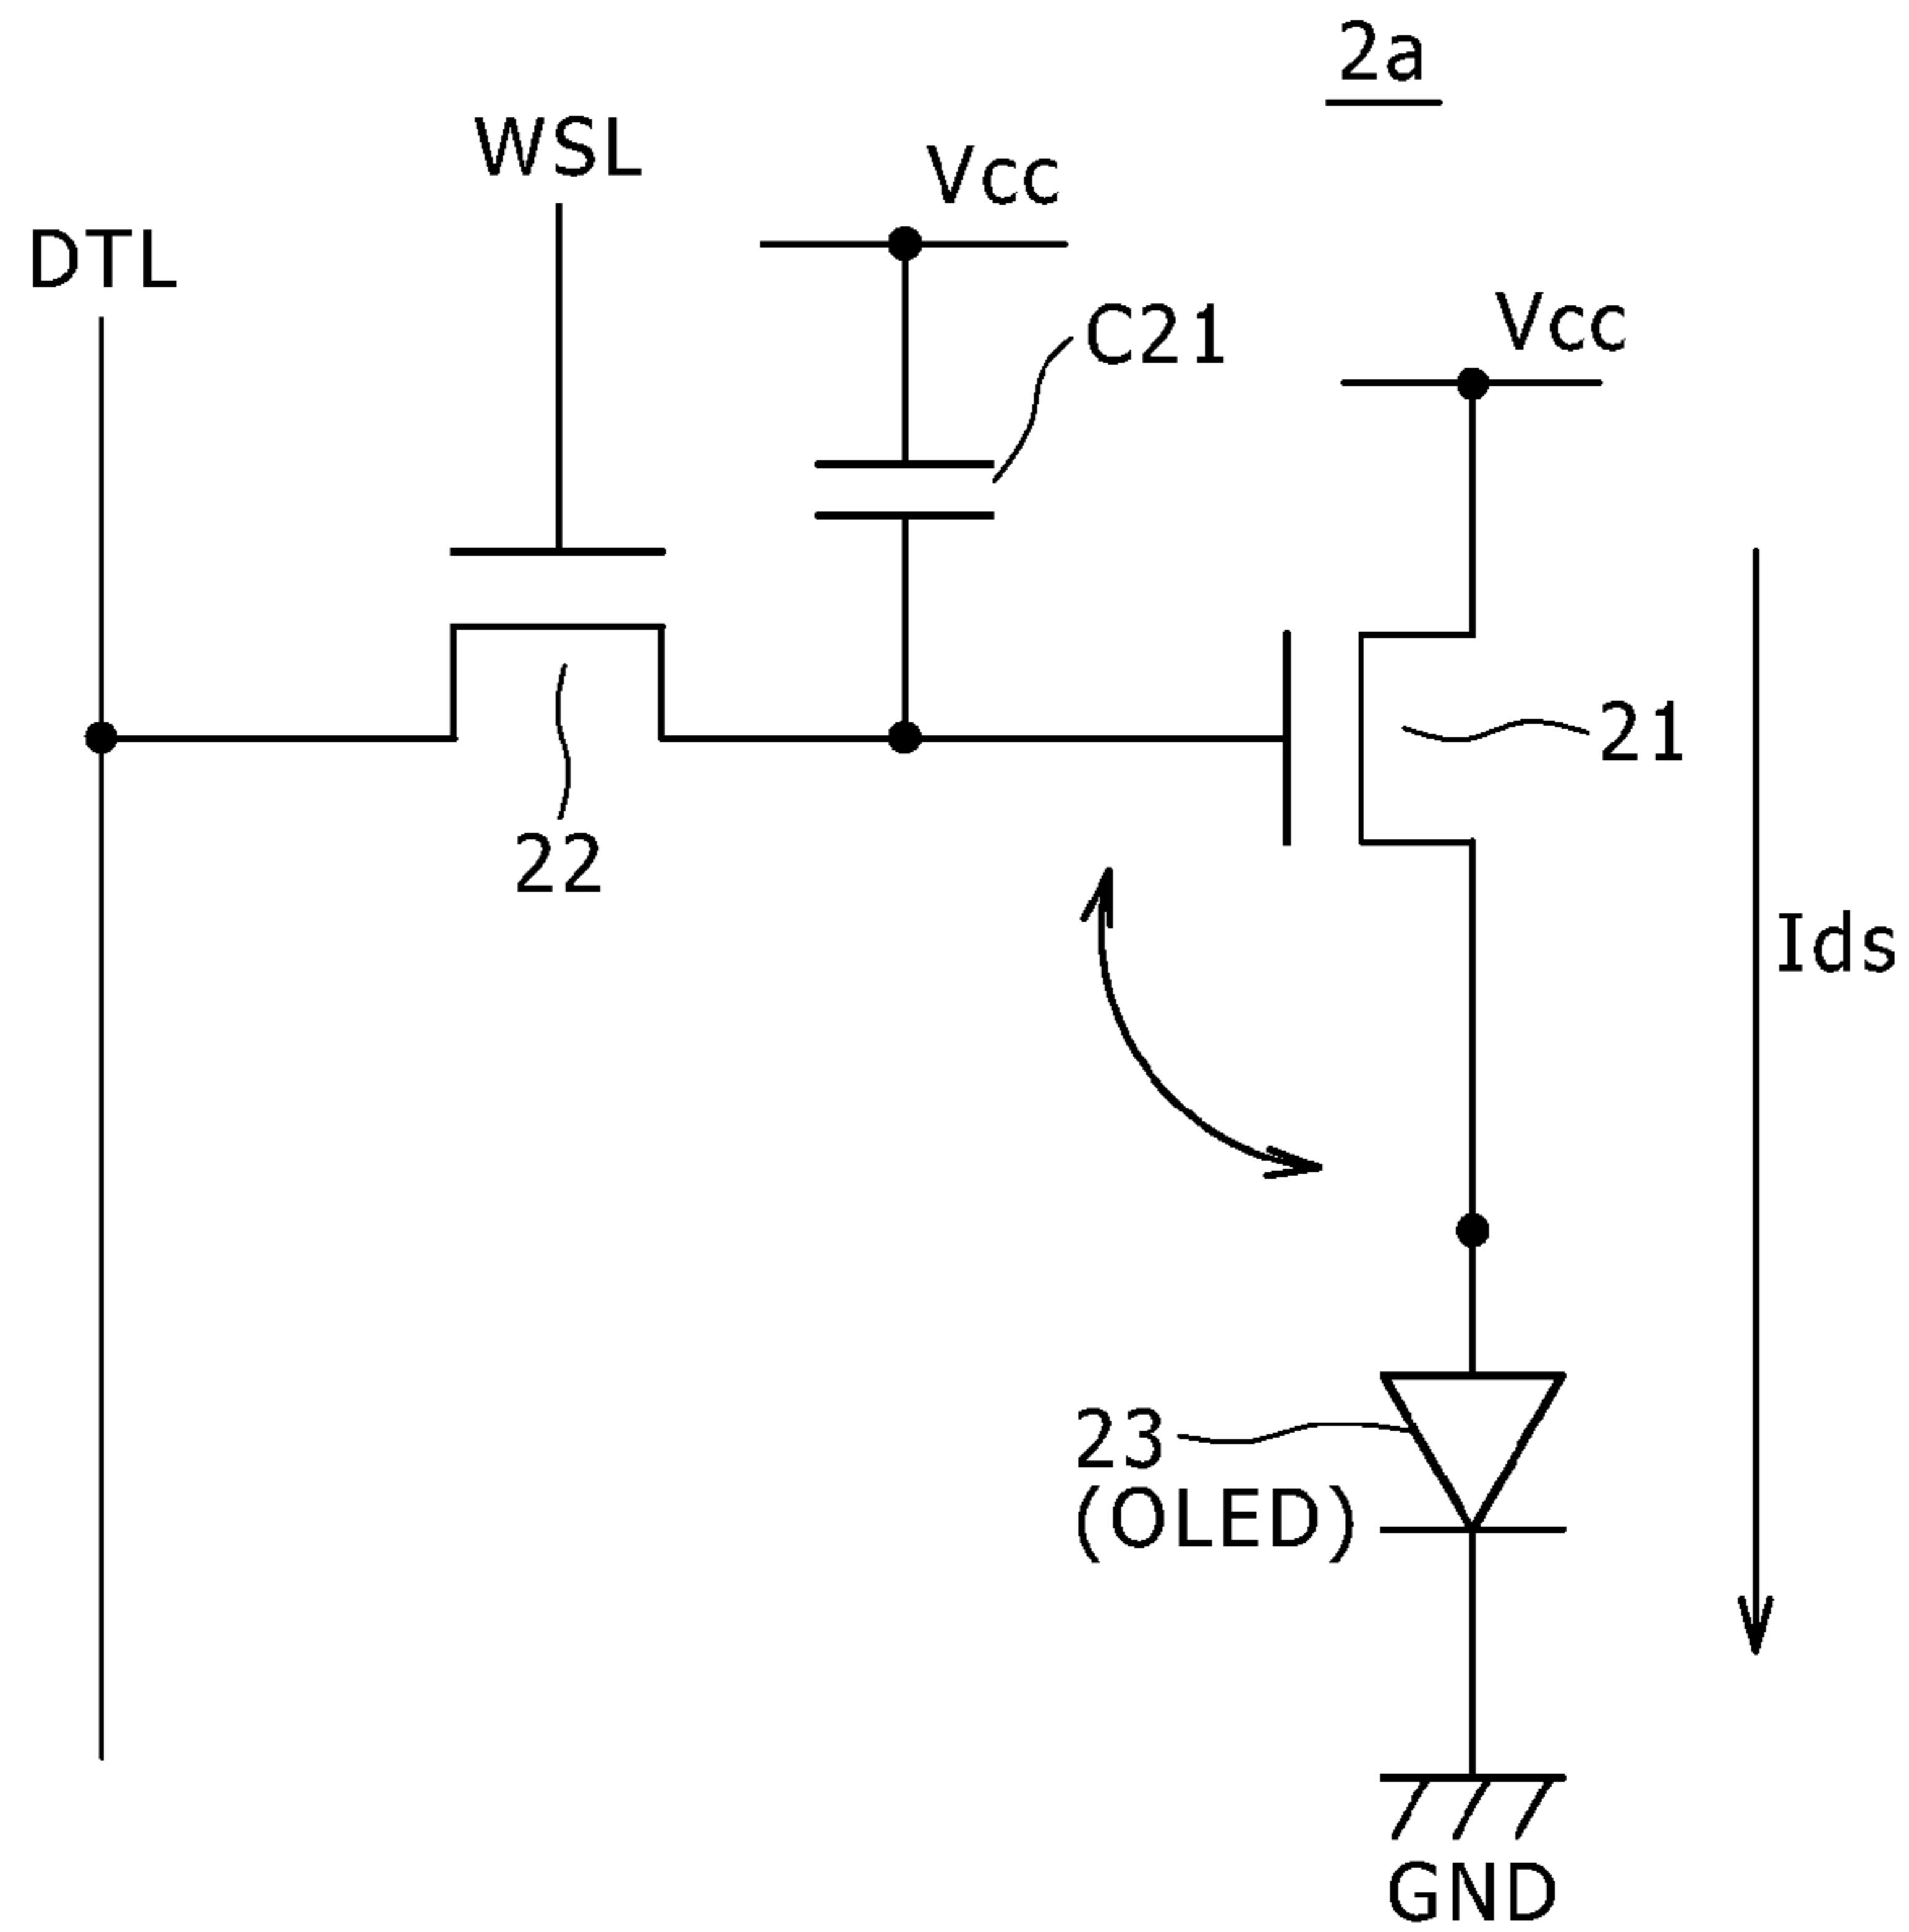 2a
WSL
Vcc
DTL
C21
Vcc
21
22
Ids
23
(OLED)
GND